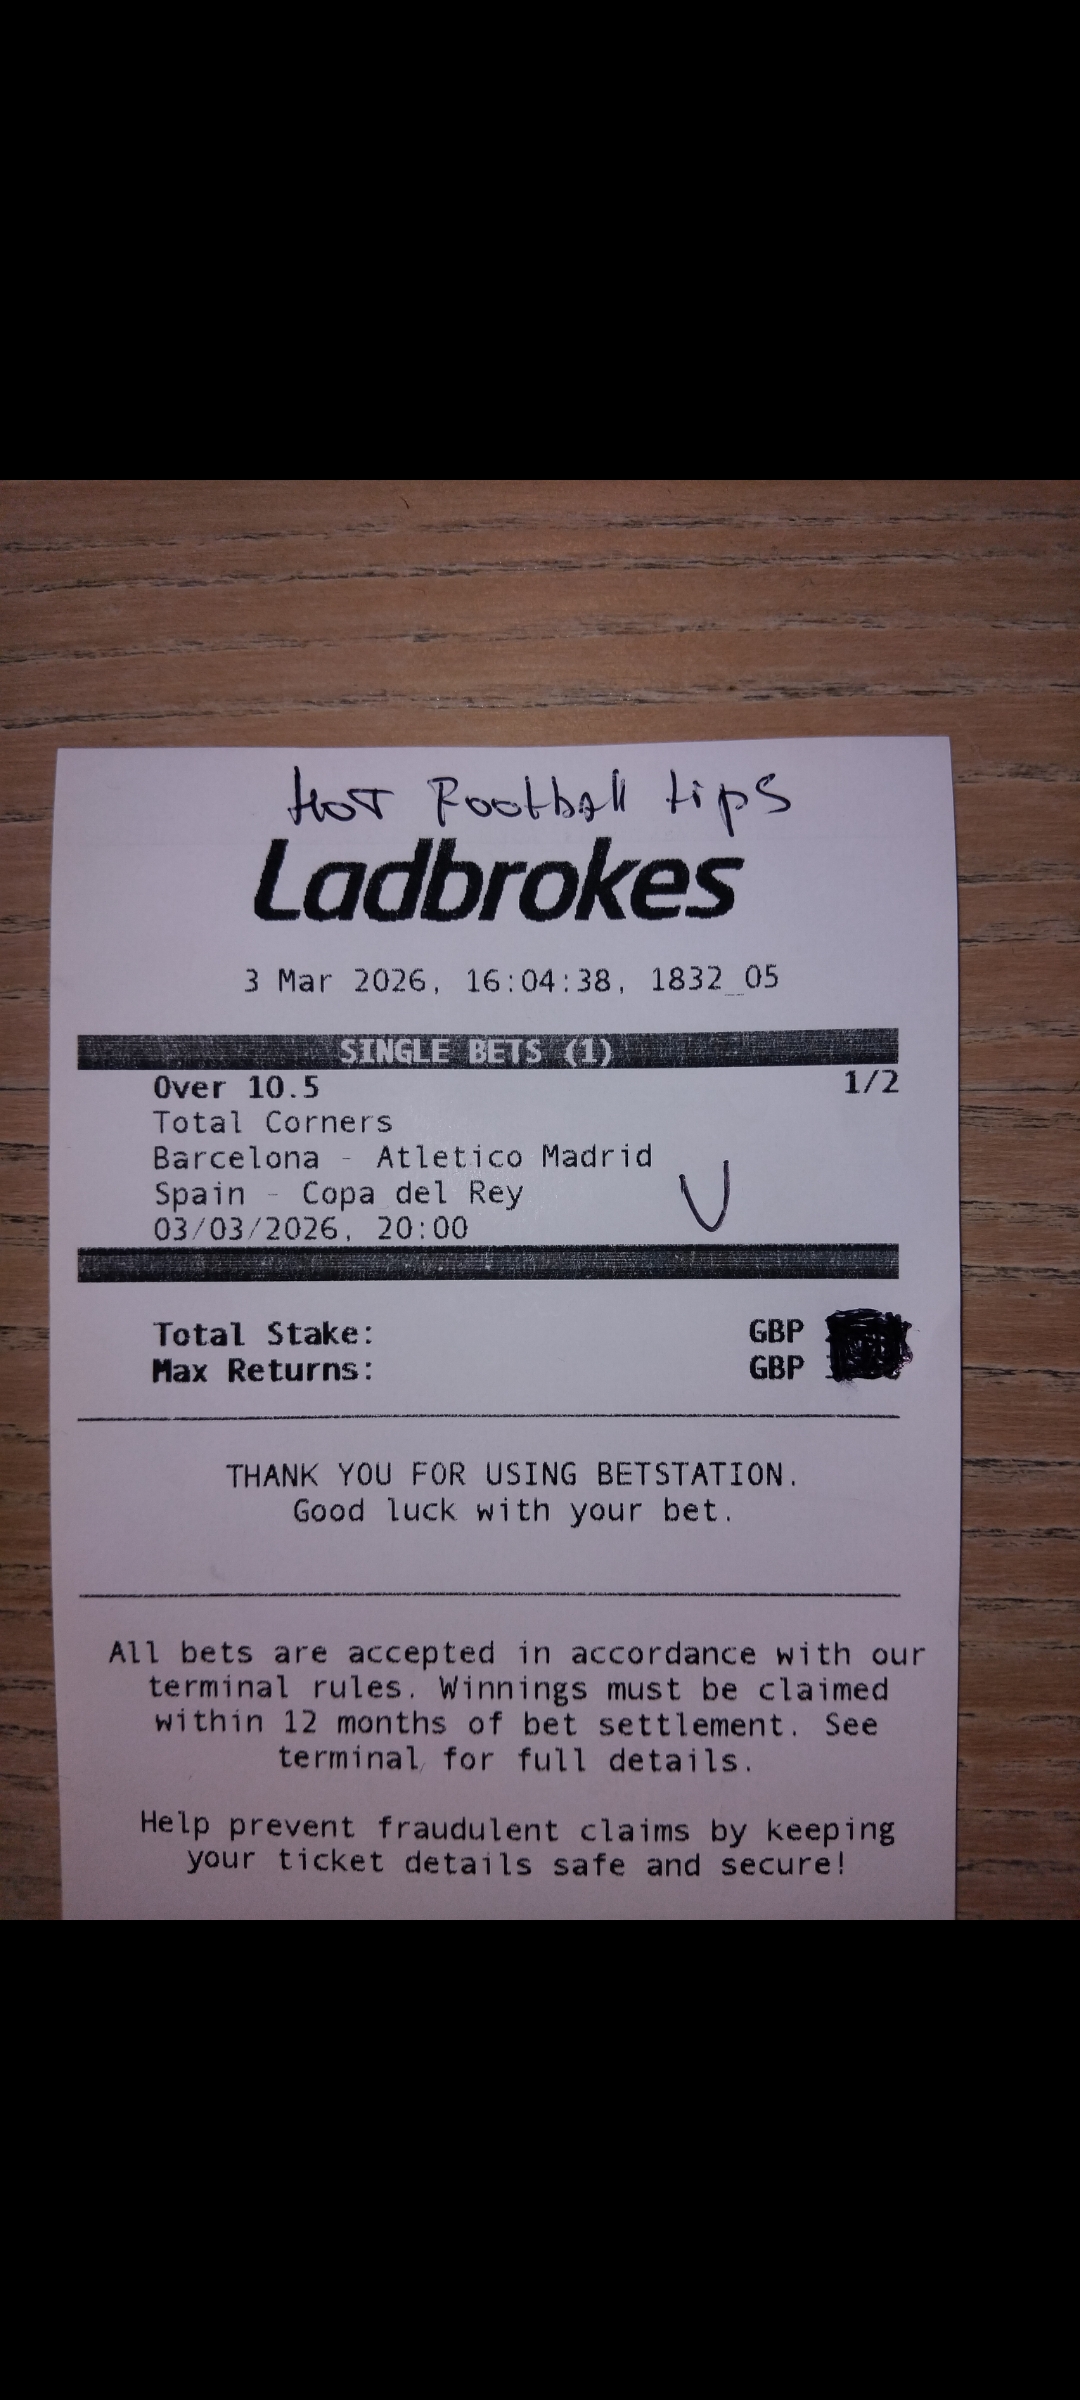 Hot Football tips
Ladbrokes
3 Mar 2026, 16:04:38, 1832_05
SINGLE BETS (1)
Over 10.5 1/2
Total Corners
Barcelona - Atletico Madrid
Spain - Copa del Rey
03/03/2026, 20:00
Total Stake: GBP
Max Returns: GBP
THANK YOU FOR USING BETSTATION.
Good luck with your bet.
All bets are accepted in accordance with our
terminal rules. Winnings must be claimed
within 12 months of bet settlement. See
terminal for full details.
Help prevent fraudulent claims by keeping
your ticket details safe and secure!